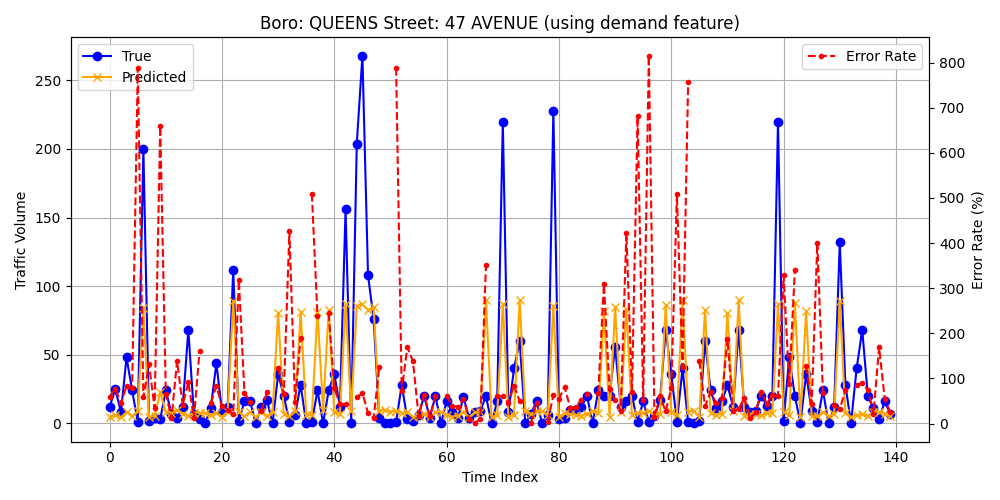 Boro: QUEENS Street: 47 AVENUE (using demand feature)
True
Predicted
Error Rate
250
200
150
100
50
0
Traffic Volume
800
700
600
500
400
300
200
100
0
Error Rate (%)
0 20 40 60 80 100 120 140
Time Index